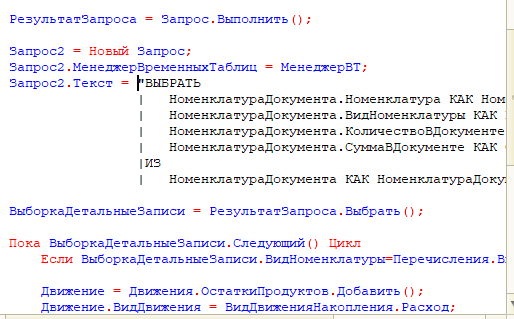 РезультатЗапроса = Запрос.Выполнить();
Запрос2 = Новый Запрос;
Запрос2.МенеджерВременныхТаблиц = МенеджерВТ;
Запрос2.Текст = "ВЫБРАТЬ
| НоменклатураДокумента.Номенклатура КАК Ном
| НоменклатураДокумента.ВидНоменклатуры КАК
| НоменклатураДокумента.КоличествоВДокументе
| НоменклатураДокумента.СуммаВДокументе КАК
|ИЗ
| НоменклатураДокумента КАК НоменклатураДоку
ВыборкаДетальныеЗаписи = РезультатЗапроса.Выбрать();
Пока ВыборкаДетальныеЗаписи.Следующий() Цикл
Если ВыборкаДетальныеЗаписи.ВидНоменклатуры=Перечисления.В
Движение = Движения.ОстаткиПродуктов.Добавить();
Движение.ВидДвижения = ВидДвиженияНакопления.Расход;